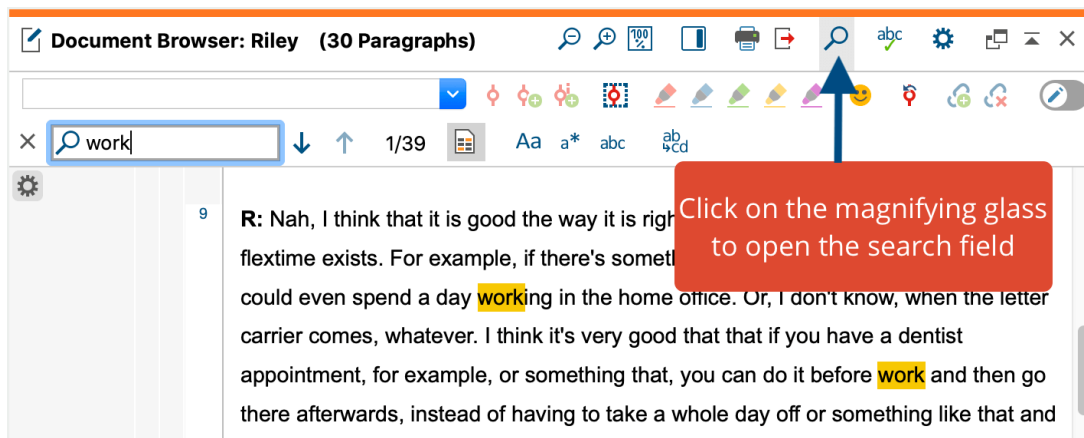 Document Browser: Riley (30 Paragraphs)
100 %
abc
work
1/39
Aa a* abc ab cd
Click on the magnifying glass
to open the search field
9
R: Nah, I think that it is good the way it is
flextime exists. For example, if there's
could even spend a day working in the home office. Or, I don't know, when the letter
carrier comes, whatever. I think it's very good that that if you have a dentist
appointment, for example, or something that, you can do it before work and then go
there afterwards, instead of having to take a whole day off or something like that and